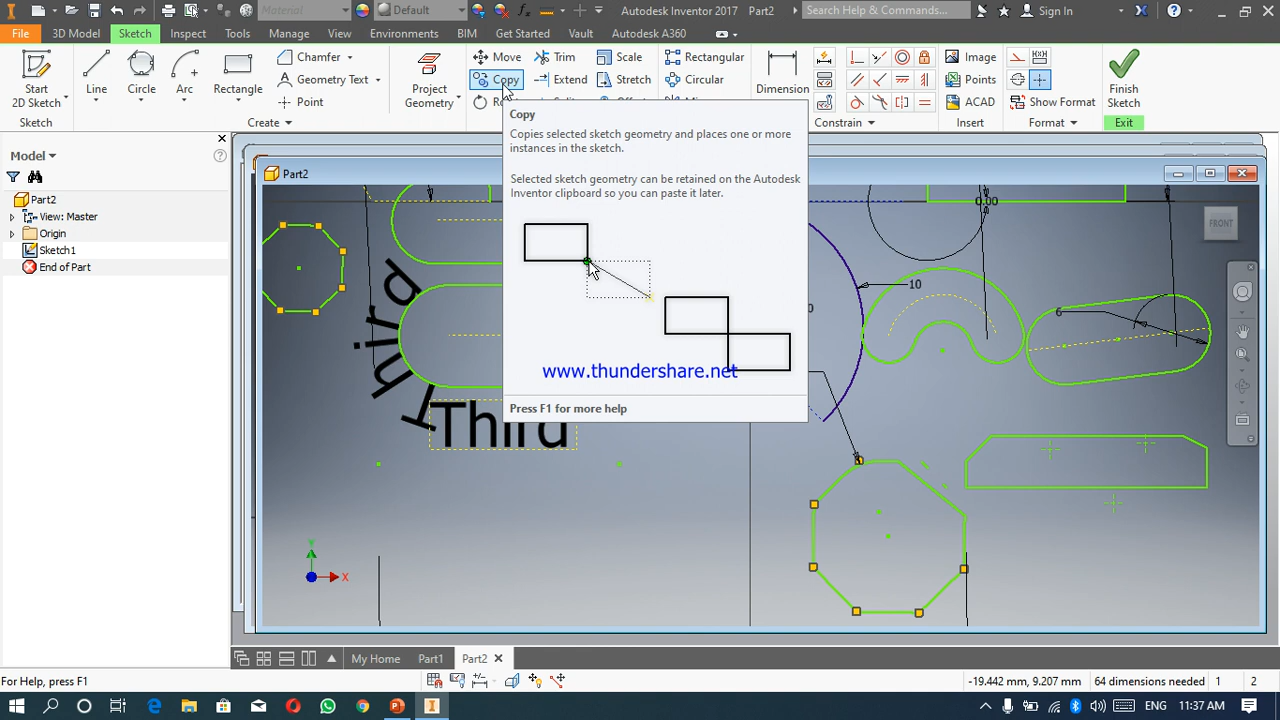 Material
Default
Autodesk Inventor 2017 Part2
Search Help & Commands...
Sign In
File
3D Model
Sketch
Inspect
Tools
Manage
View
Environments
BIM
Get Started
Vault
Autodesk A360
Start
2D Sketch
Line
Circle
Arc
Rectangle
Chamfer
Geometry Text
Point
Project
Geometry
Move
Copy
Trim
Extend
Scale
Stretch
Rectangular
Circular
Dimension
Image
Points
ACAD
Show Format
Finish
Sketch
Sketch
Create
Constrain
Insert
Format
Exit
Copy
Copies selected sketch geometry and places one or more
instances in the sketch.
Selected sketch geometry can be retained on the Autodesk
Inventor clipboard so you can paste it later.
www.thundershare.net
Press F1 for more help
Model
Part2
View: Master
Origin
Sketch1
End of Part
Part2
0.00
FRONT
10
6
Third
Third
Y
X
My Home
Part1
Part2
For Help, press F1
-19.442 mm, 9.207 mm
64 dimensions needed
1
2
ENG
11:37 AM